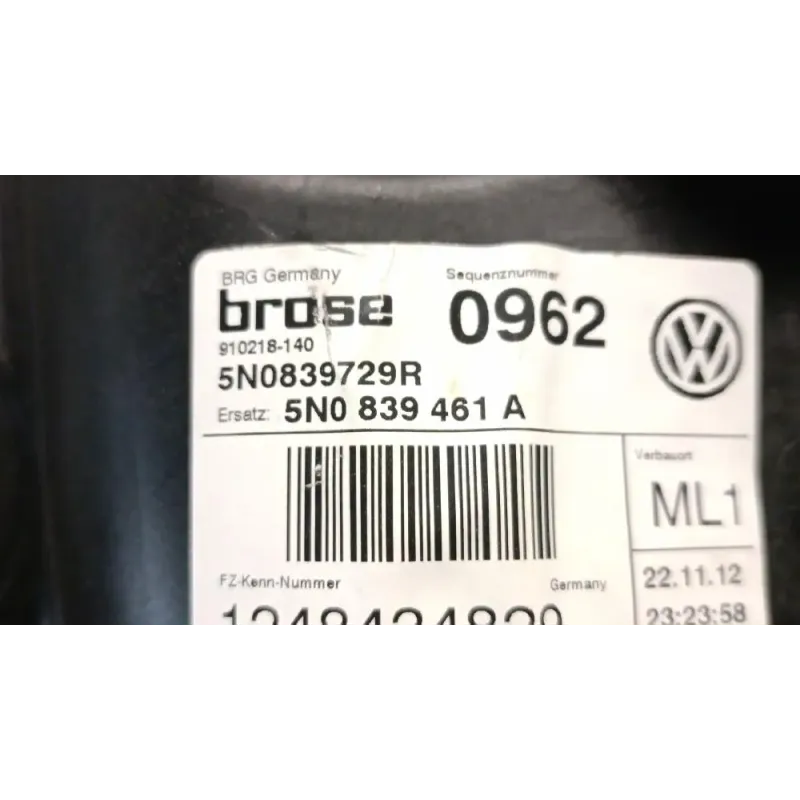 BRG Germany
Sequenznummer
brose
0962
910218-140
5N0839729R
Ersatz: 5N0 839 461 A
Verbauort
ML1
FZ-Kenn-Nummer
Germany
22.11.12
23:23:58